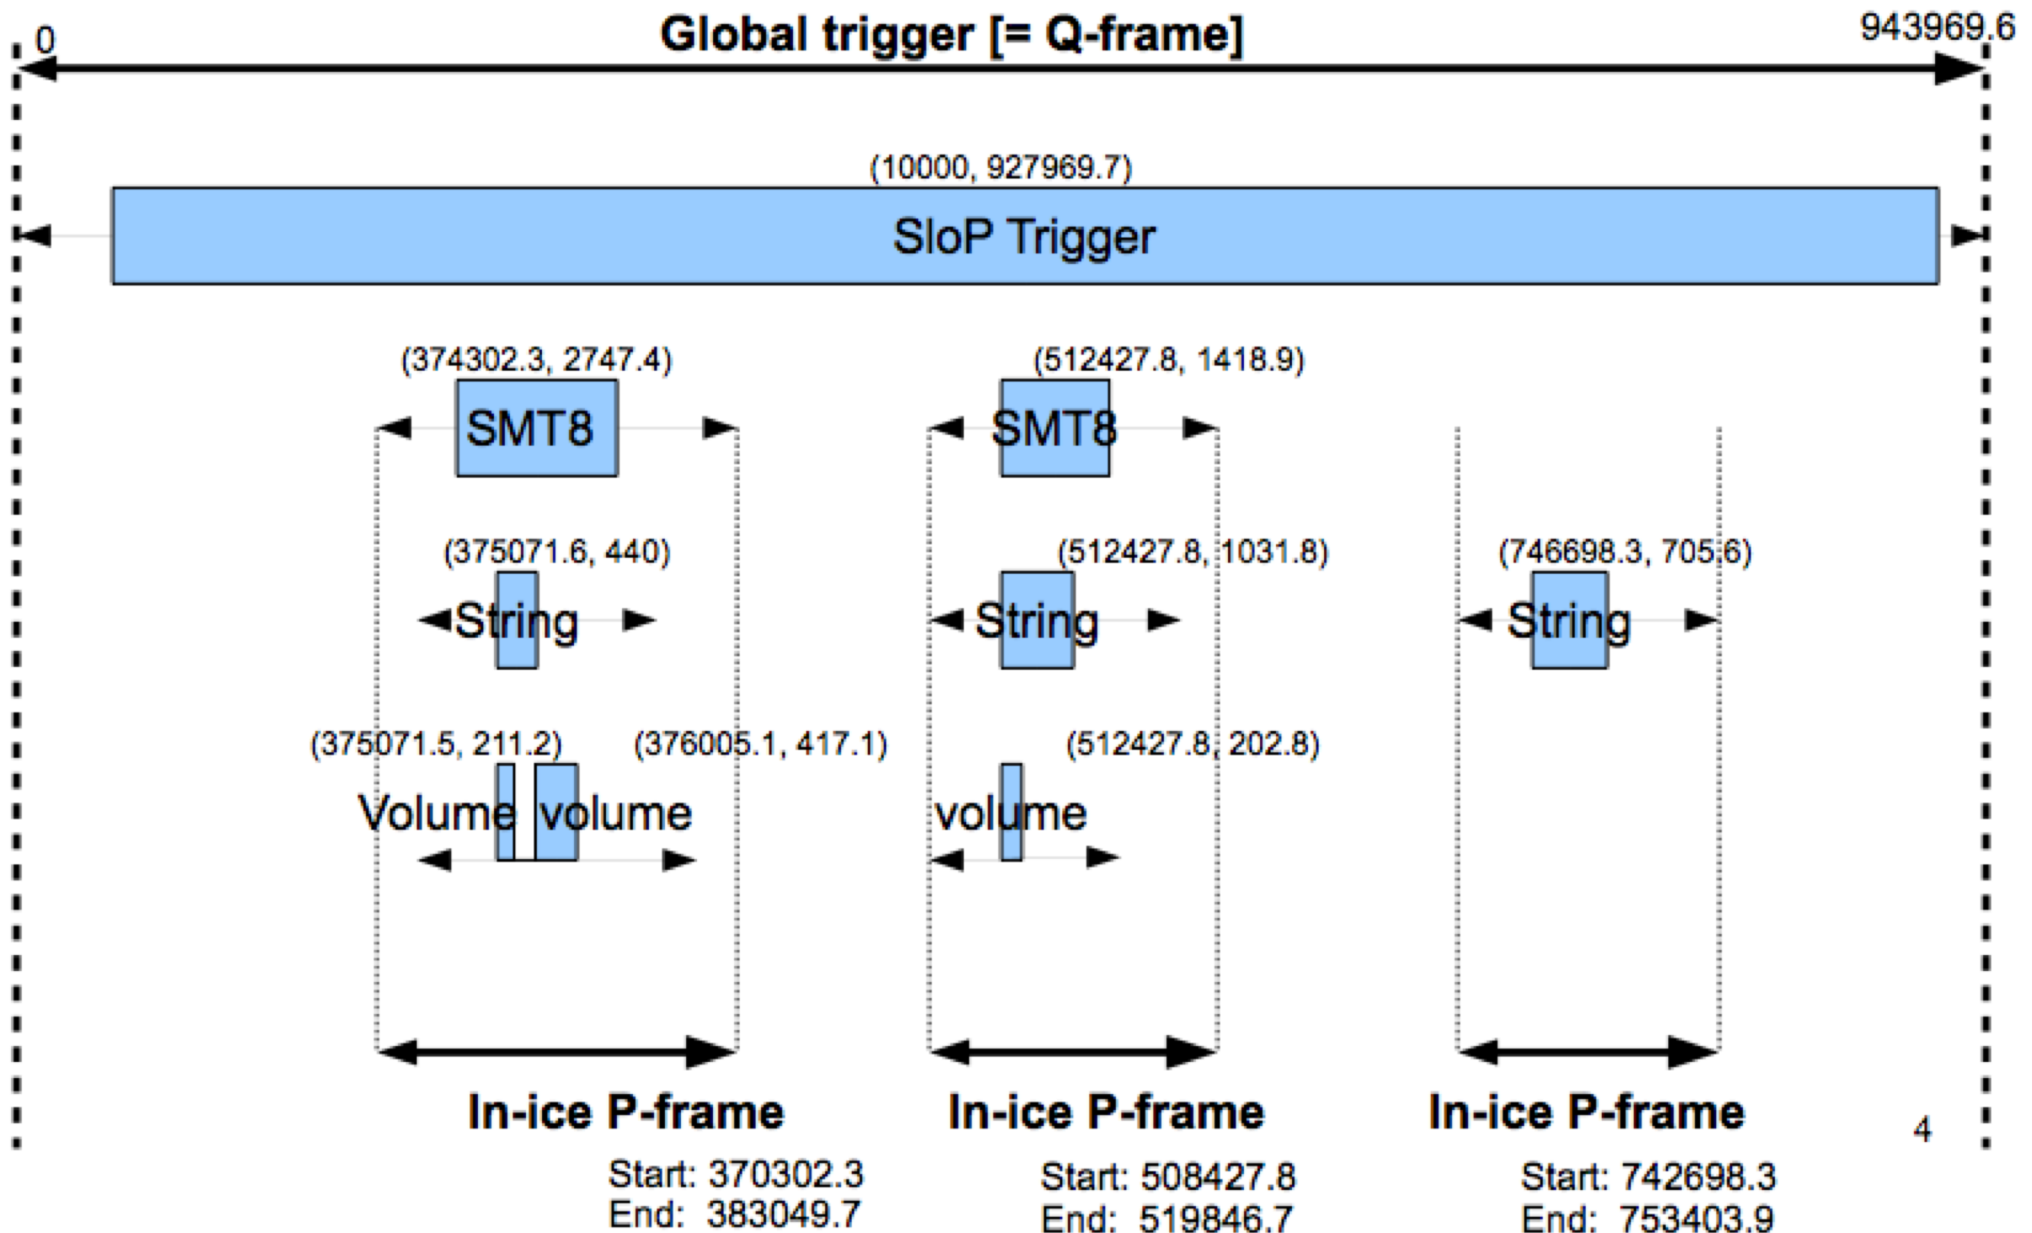 Global trigger [= Q-frame]
0
943969.6
(10000, 927969.7)
SloP Trigger
(374302.3, 2747.4)
(512427.8, 1418.9)
SMT8
SMT8
(375071.6, 440)
(512427.8, 1031.8)
(746698.3, 705.6)
String
String
String
(375071.5, 211.2)
(376005.1, 417.1)
(512427.8, 202.8)
Volume
volume
volume
In-ice P-frame
In-ice P-frame
In-ice P-frame
4
Start: 370302.3
End: 383049.7
Start: 508427.8
End: 519846.7
Start: 742698.3
End: 753403.9